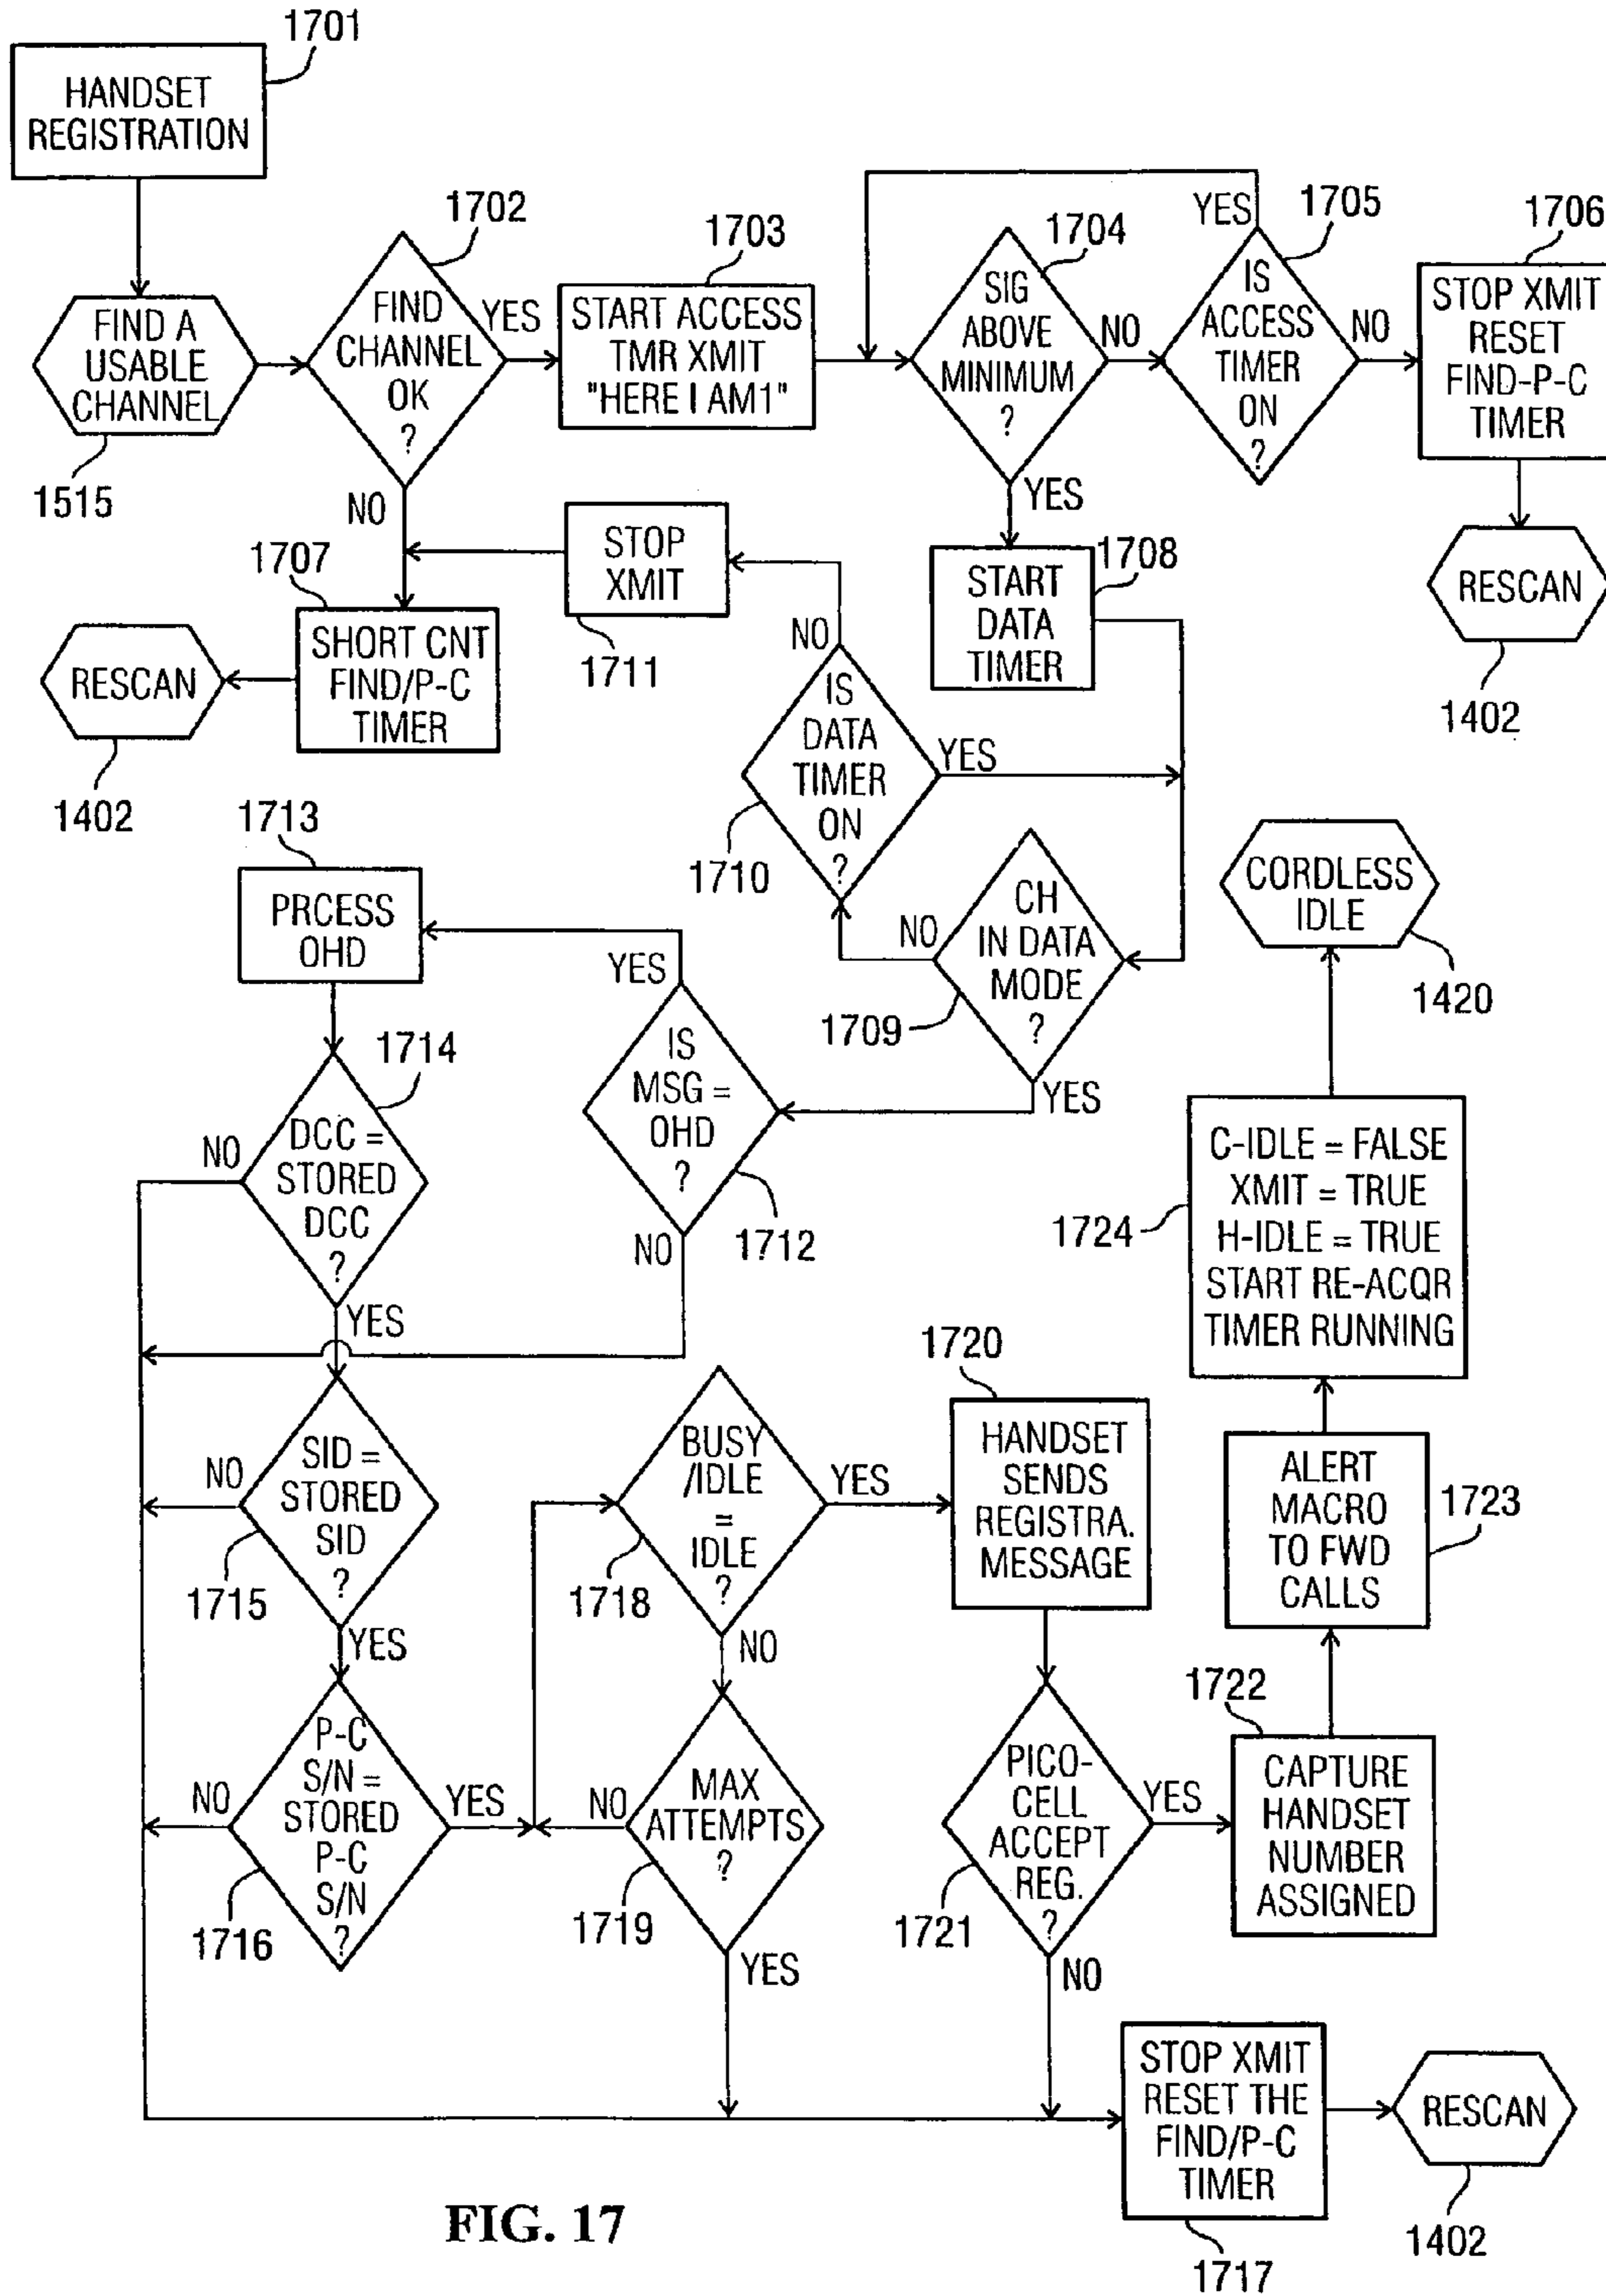 1701
HANDSET
REGISTRATION
1702
1703
1704
1705
1706
FIND A
USABLE
CHANNEL
1515
FIND
CHANNEL
OK
?
YES
NO
START ACCESS
TMR XMIT
"HERE I AM1"
SIG
ABOVE
MINIMUM
?
NO
YES
YES
IS
ACCESS
TIMER
ON
?
NO
STOP XMIT
RESET
FIND-P-C
TIMER
RESCAN
1402
1707
SHORT CNT
FIND/P-C
TIMER
RESCAN
1402
STOP
XMIT
1711
START
DATA
TIMER
1708
NO
IS
DATA
TIMER
ON
?
YES
1710
CH
IN DATA
MODE
?
NO
YES
1709
1713
PRCESS
OHD
YES
IS
MSG =
OHD
?
NO
1712
1714
DCC =
STORED
DCC
?
NO
YES
SID =
STORED
SID
?
NO
YES
1715
P-C
S/N =
STORED
P-C
S/N
?
NO
YES
1716
BUSY
/IDLE
=
IDLE
?
YES
NO
1718
MAX
ATTEMPTS
?
NO
YES
1719
1720
HANDSET
SENDS
REGISTRA.
MESSAGE
PICO-
CELL
ACCEPT
REG.
?
YES
NO
1721
1722
CAPTURE
HANDSET
NUMBER
ASSIGNED
ALERT
MACRO
TO FWD
CALLS
1723
C-IDLE = FALSE
XMIT = TRUE
H-IDLE = TRUE
START RE-ACQR
TIMER RUNNING
1724
CORDLESS
IDLE
1420
STOP XMIT
RESET THE
FIND/P-C
TIMER
1717
RESCAN
1402
FIG. 17